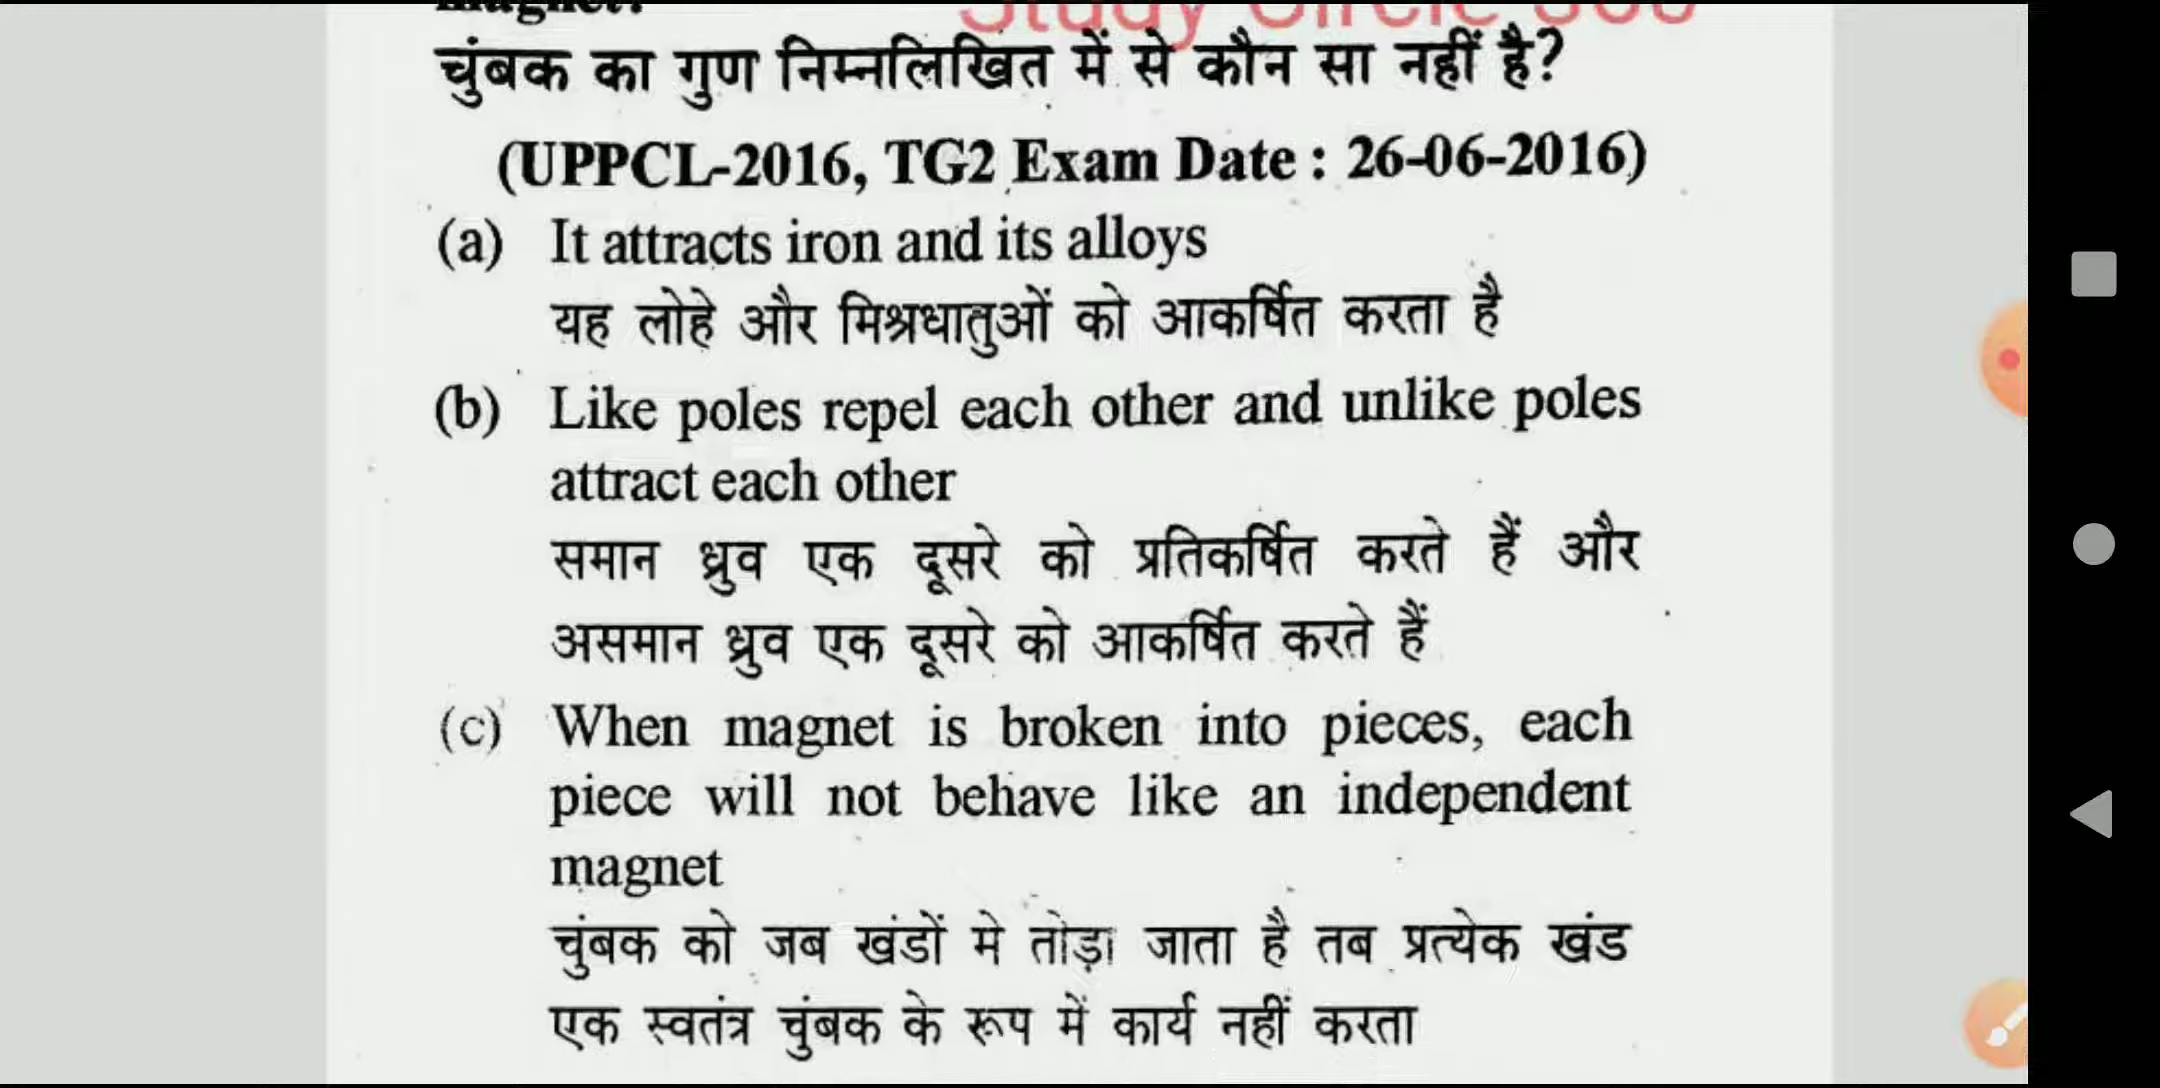 magnet?
Study Circle
चुंबक का गुण निम्नलिखित में से कौन सा नहीं है?
(UPPCL-2016, TG2 Exam Date : 26-06-2016)
(a) It attracts iron and its alloys
यह लोहे और मिश्रधातुओं को आकर्षित करता है
(b) Like poles repel each other and unlike poles
attract each other
समान ध्रुव एक दूसरे को प्रतिकर्षित करते हैं और
असमान ध्रुव एक दूसरे को आकर्षित करते हैं
(c) When magnet is broken into pieces, each
piece will not behave like an independent
magnet
चुंबक को जब खंडों मे तोड़ा जाता है तब प्रत्येक खंड
एक स्वतंत्र चुंबक के रूप में कार्य नहीं करता